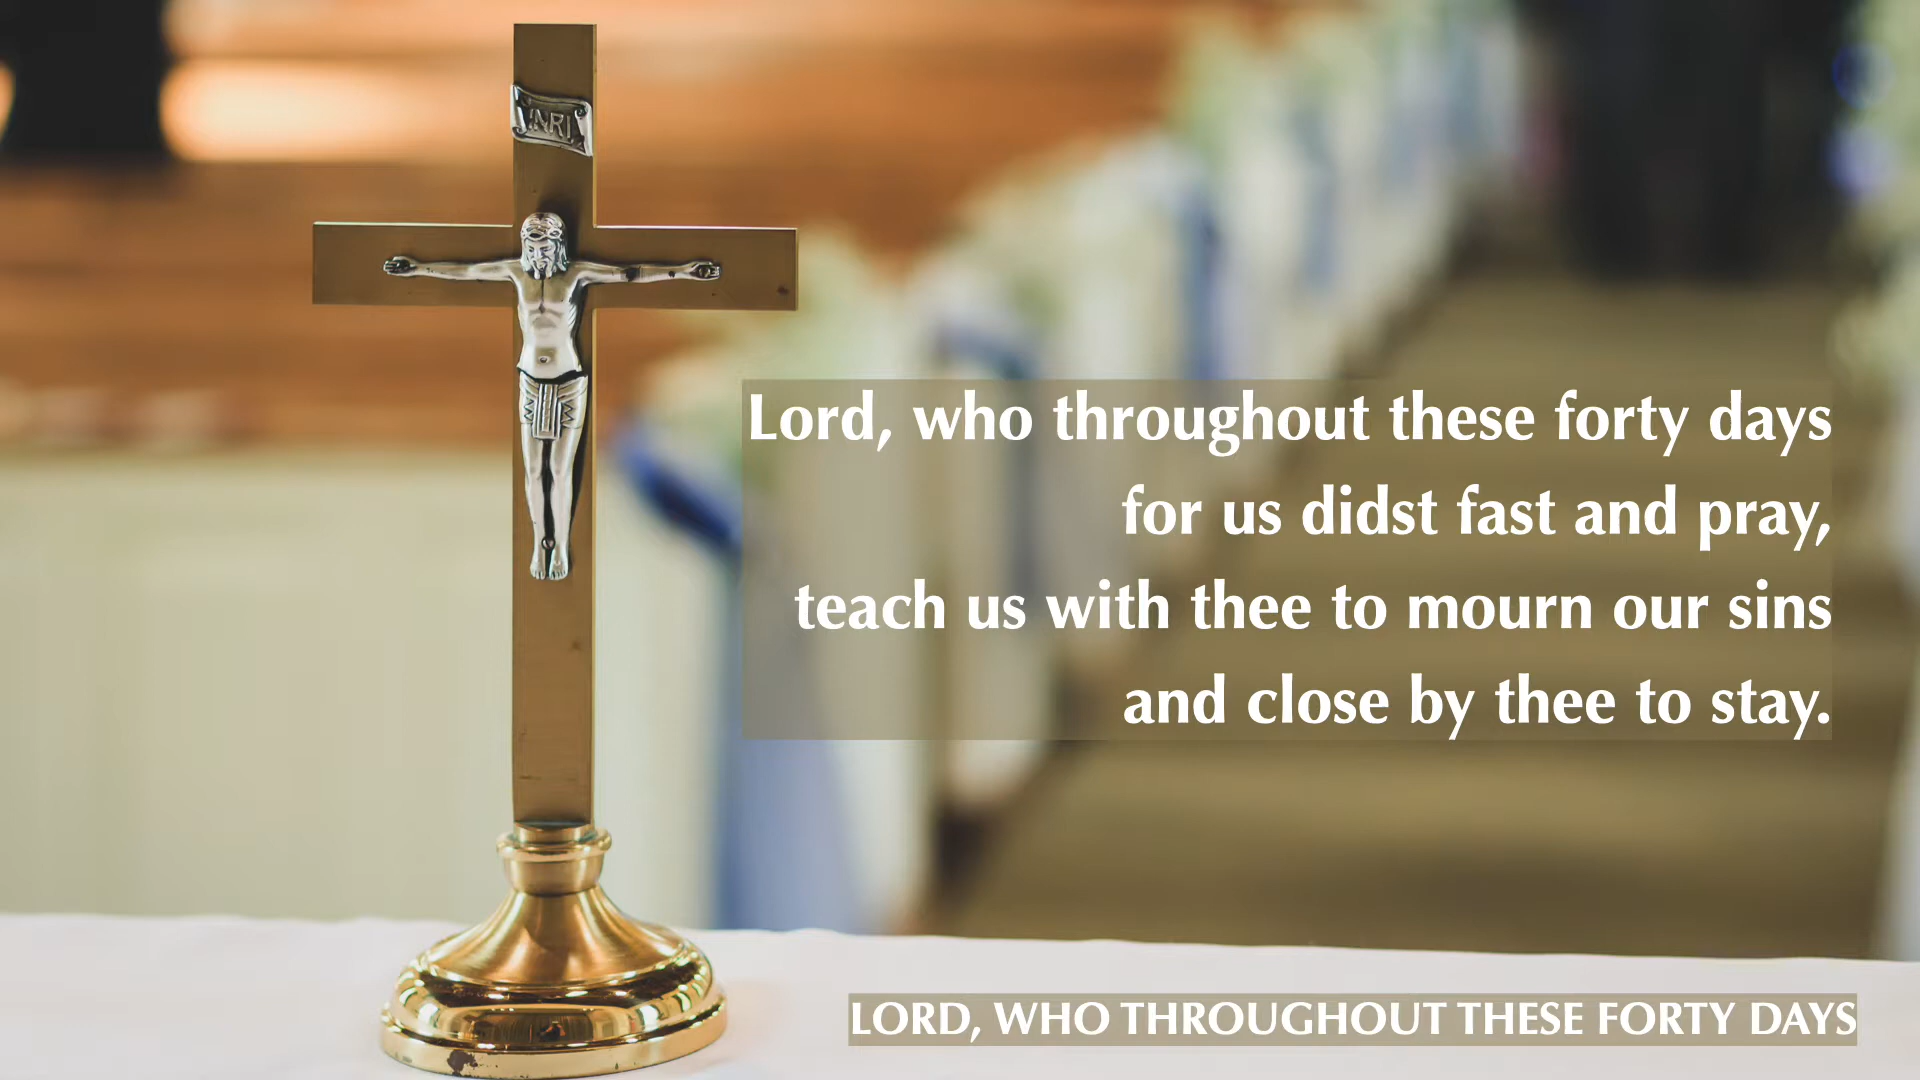 INRI
Lord, who throughout these forty days
for us didst fast and pray,
teach us with thee to mourn our sins
and close by thee to stay.
LORD, WHO THROUGHOUT THESE FORTY DAYS